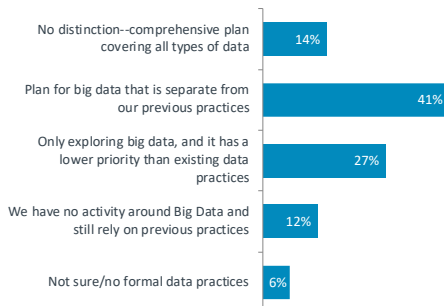 No distinction--comprehensive plan
covering all types of data
14%
Plan for big data that is separate from
our previous practices
41%
Only exploring big data, and it has a
lower priority than existing data
practices
27%
We have no activity around Big Data and
still rely on previous practices
12%
Not sure/no formal data practices
6%